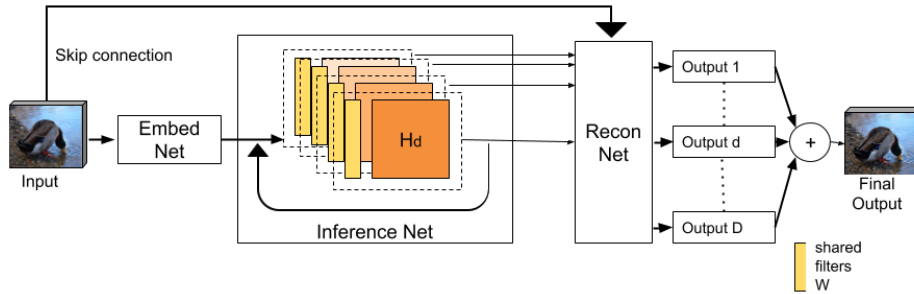 Skip connection
Input
Embed
Net
Hd
Inference Net
Recon
Net
Output 1
Output d
Output D
+
Final
Output
shared
filters
W